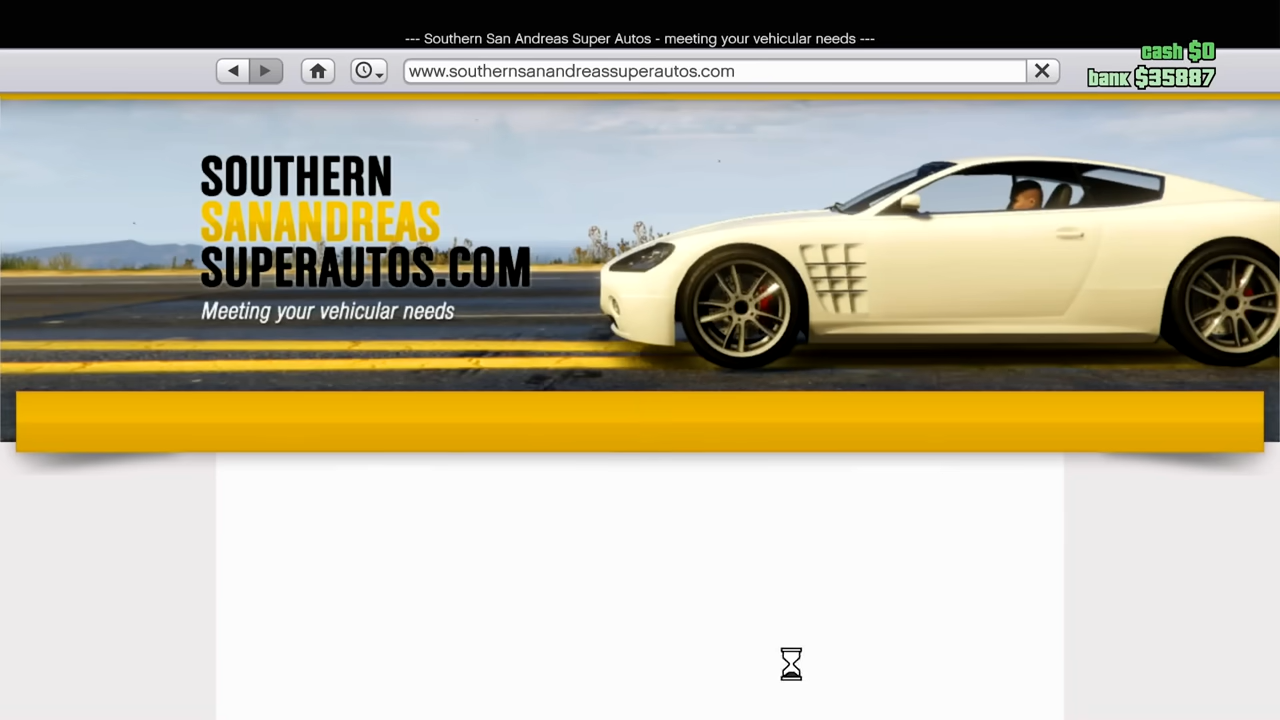 --- Southern San Andreas Super Autos - meeting your vehicular needs ---
cash $0
www.southernsanandreassuperautos.com
bank $35887
SOUTHERN
SANANDREAS
SUPERAUTOS.COM
Meeting your vehicular needs